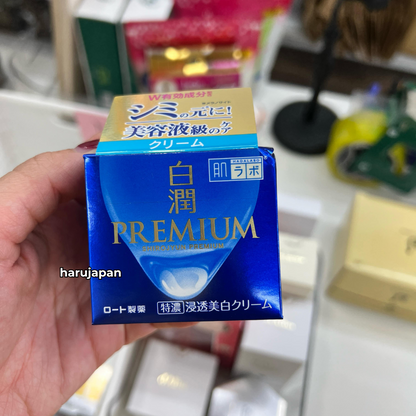 W有効成分
シミの元に!
美容液級のケア
クリーム
白潤
肌ラボ
HADALABO
PREMIUM
harujapan
ロート製薬
特濃 浸透美白クリーム